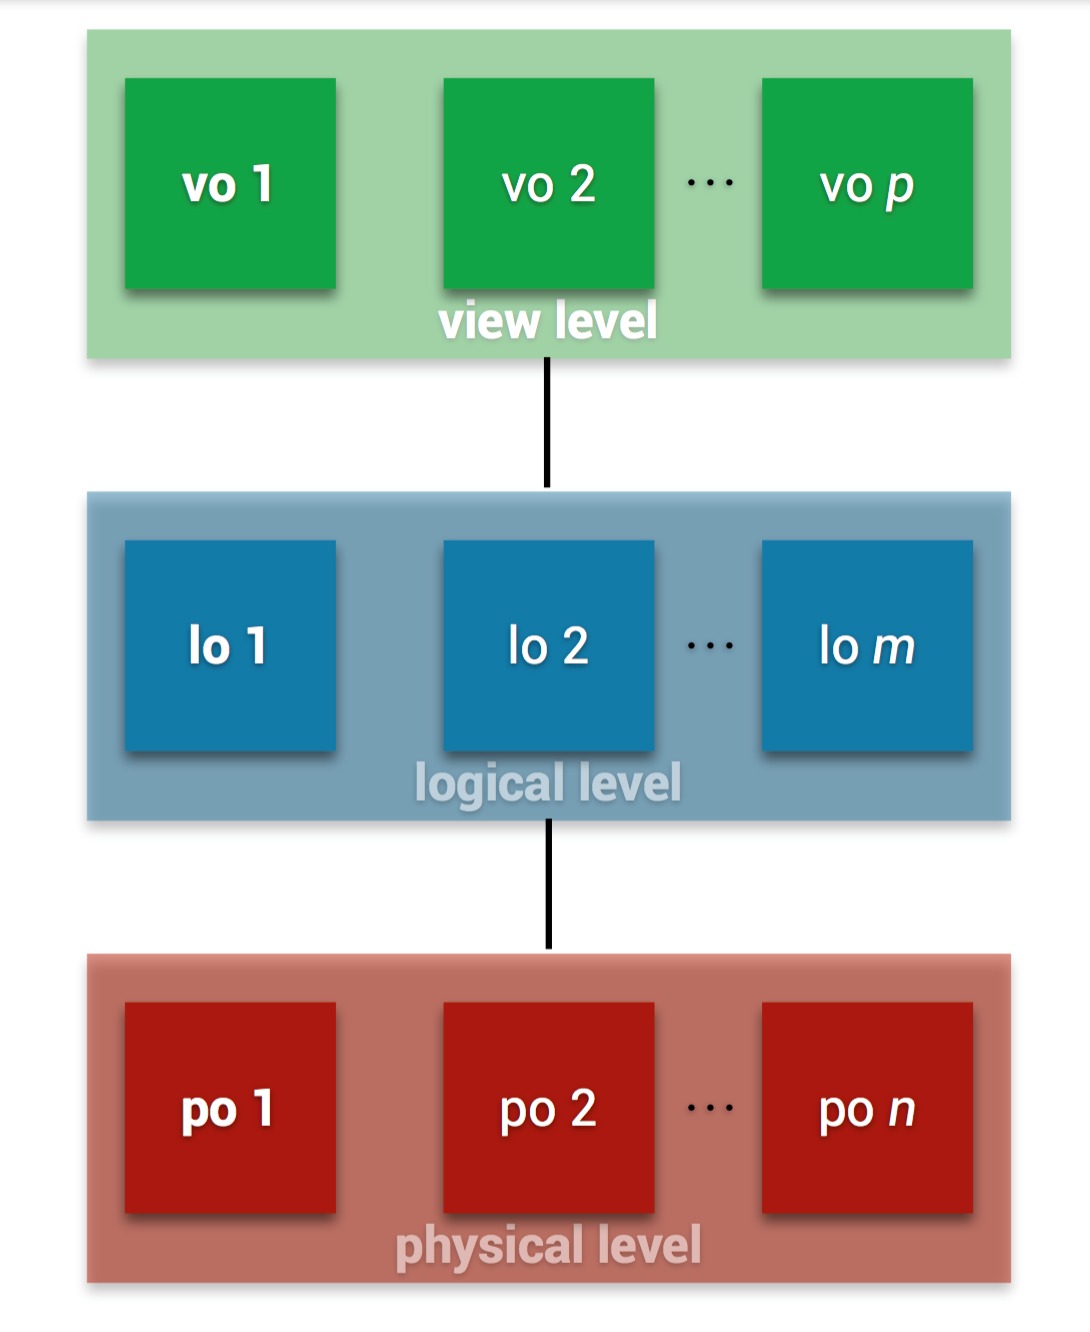 vo 1
vo 2
...
vo p
view level
lo 1
lo 2
...
lo m
logical level
po 1
po 2
...
po n
physical level